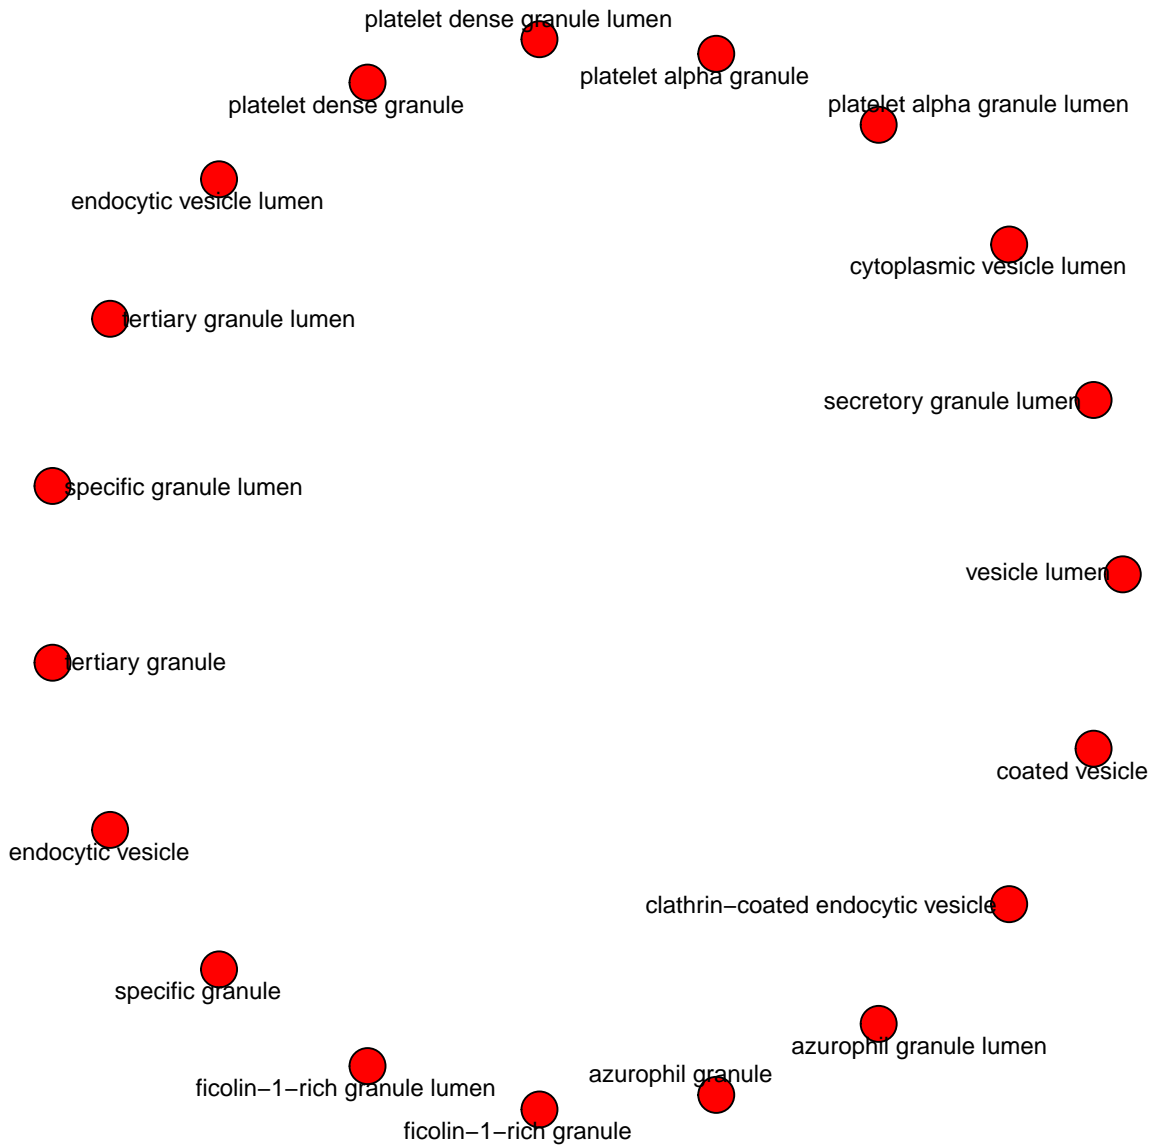 platelet dense granule lumen
platelet alpha granule
platelet dense granule
platelet alpha granule lumen
endocytic vesicle lumen
cytoplasmic vesicle lumen
tertiary granule lumen
secretory granule lumen
specific granule lumen
vesicle lumen
tertiary granule
coated vesicle
endocytic vesicle
clathrin−coated endocytic vesicle
specific granule
azurophil granule lumen
azurophil granule
ficolin−1−rich granule lumen
ficolin−1−rich granule